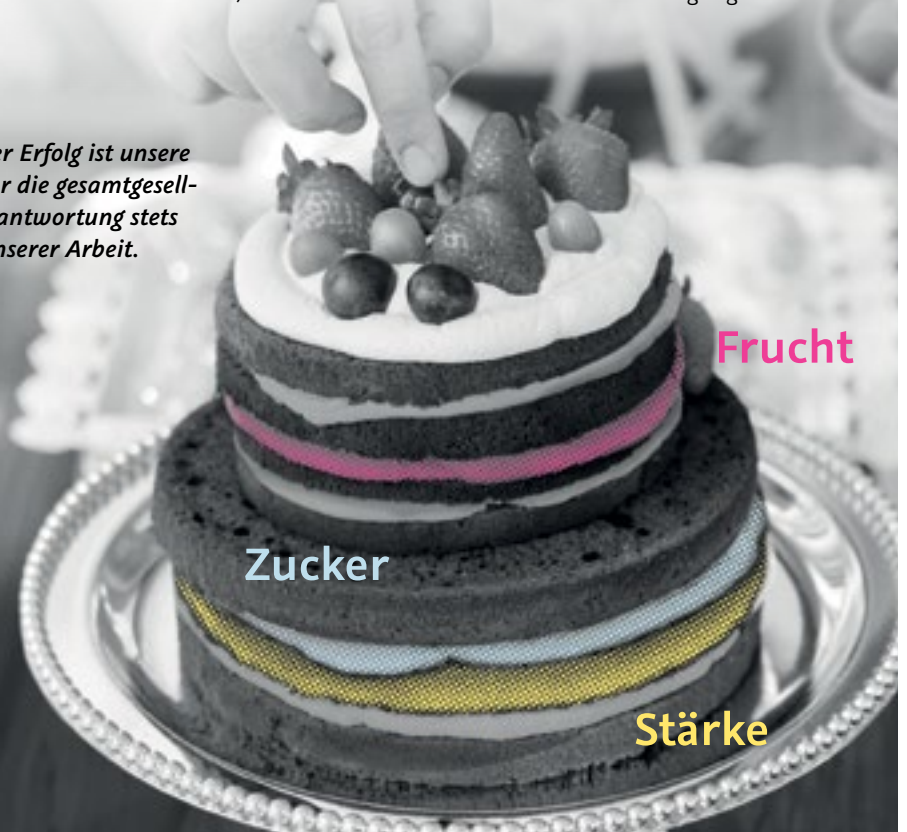 er Erfolg ist unsere
r die gesamtgesell-
antwortung stets
nserer Arbeit.
Frucht
Zucker
Stärke